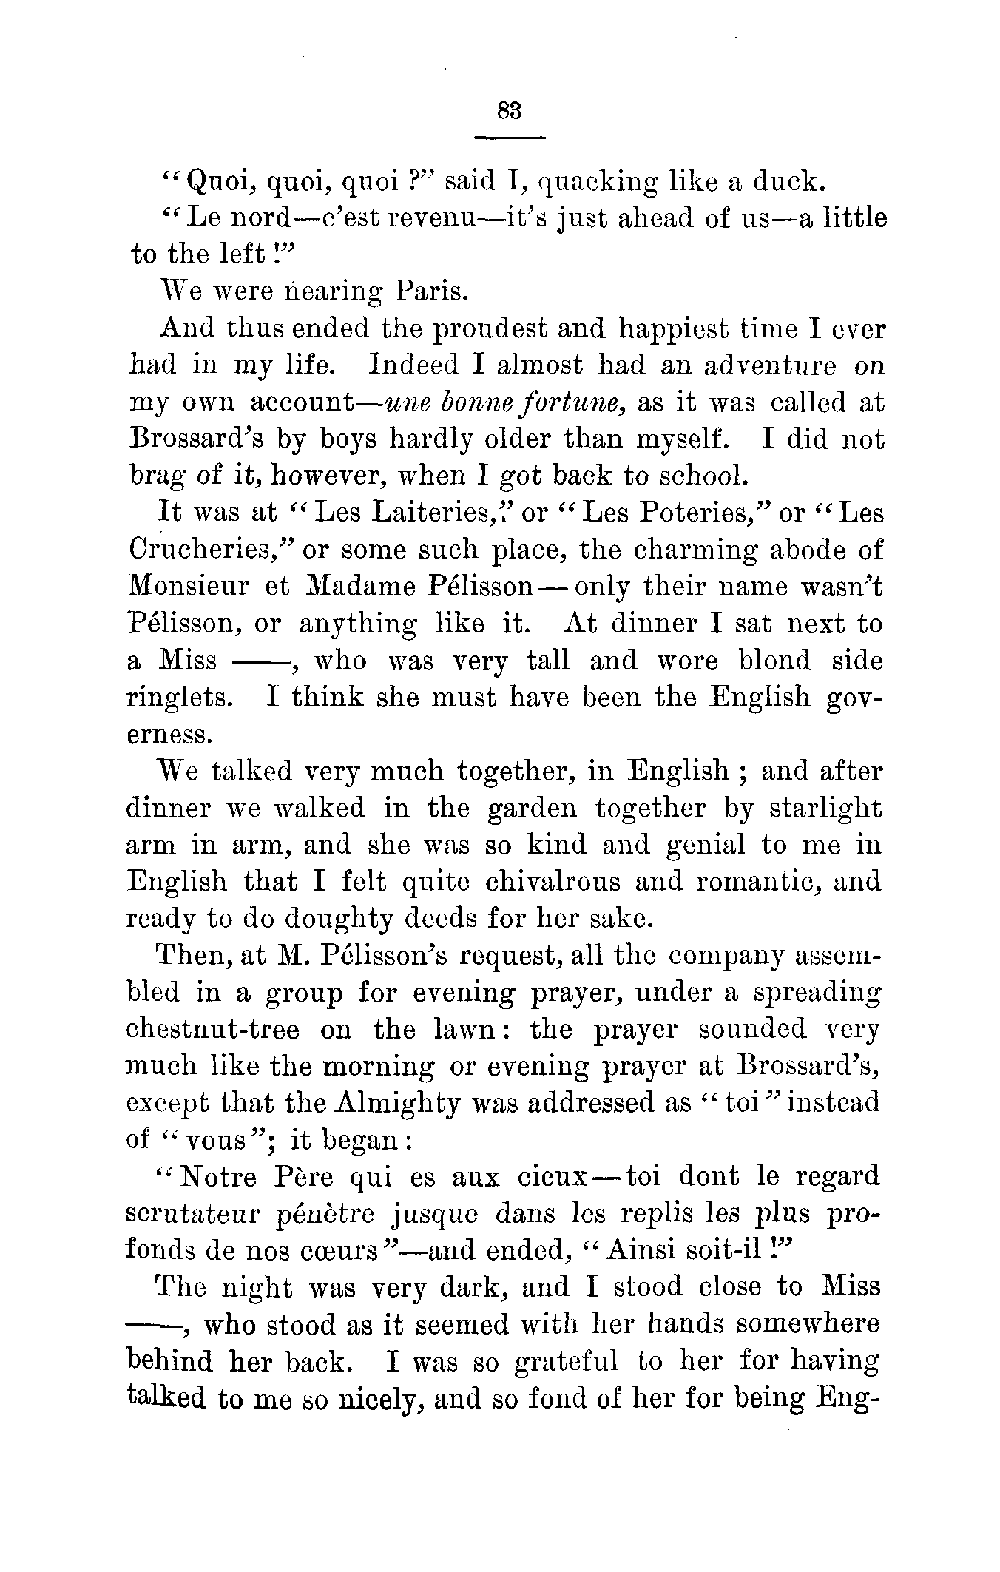 83
“Quoi, quoi, quoi ?” said I, quacking like a duck.
“Le nord—c’est revenu—it’s just ahead of us—a little
to the left !”
We were nearing Paris.
And thus ended the proudest and happiest time I ever
had in my life. Indeed I almost had an adventure on
my own account—une bonne fortune, as it was called at
Brossard’s by boys hardly older than myself. I did not
brag of it, however, when I got back to school.
It was at “Les Laiteries,” or “Les Poteries,” or “Les
Crucheries,” or some such place, the charming abode of
Monsieur et Madame Pélisson—only their name wasn’t
Pélisson, or anything like it. At dinner I sat next to
a Miss ——, who was very tall and wore blond side
ringlets. I think she must have been the English gov-
erness.
We talked very much together, in English ; and after
dinner we walked in the garden together by starlight
arm in arm, and she was so kind and genial to me in
English that I felt quite chivalrous and romantic, and
ready to do doughty deeds for her sake.
Then, at M. Pélisson’s request, all the company assem-
bled in a group for evening prayer, under a spreading
chestnut-tree on the lawn: the prayer sounded very
much like the morning or evening prayer at Brossard’s,
except that the Almighty was addressed as “toi” instead
of “vous”; it began:
“Notre Père qui es aux cieux—toi dont le regard
scrutateur pénètre jusque dans les replis les plus pro-
fonds de nos cœurs”—and ended, “Ainsi soit-il !”
The night was very dark, and I stood close to Miss
——, who stood as it seemed with her hands somewhere
behind her back. I was so grateful to her for having
talked to me so nicely, and so fond of her for being Eng-